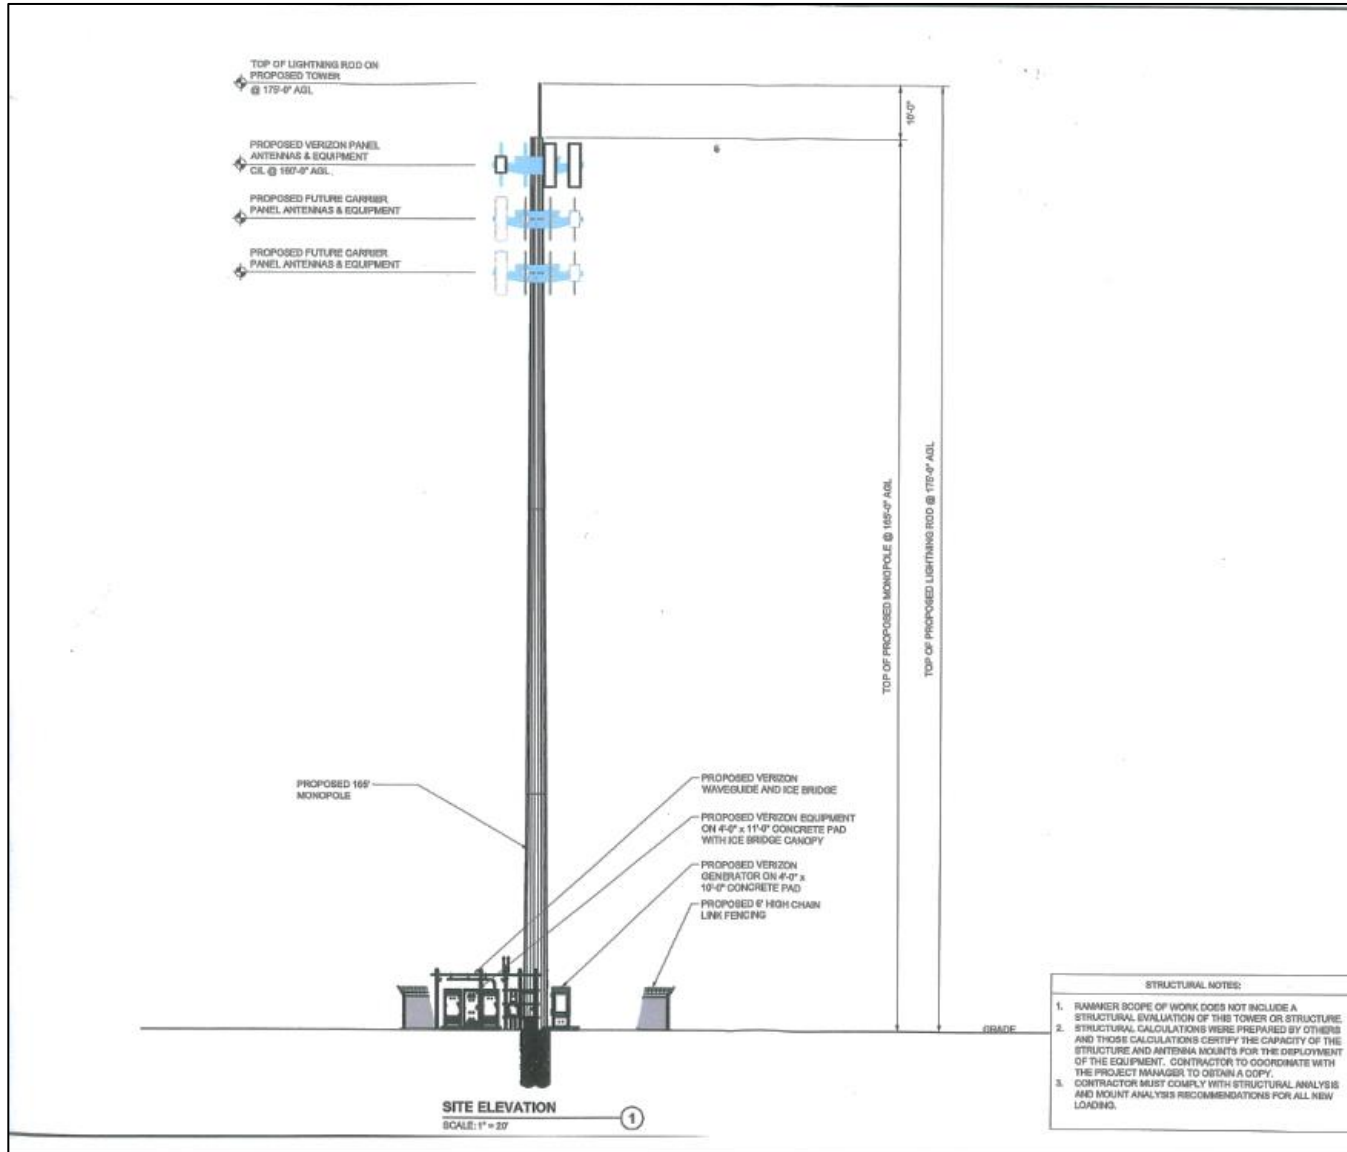 TOP OF LIGHTNING ROD ON
PROPOSED TOWER
@ 175'-0" AGL
PROPOSED VERIZON PANEL
ANTENNAS & EQUIPMENT
C/L @ 160'-0" AGL
PROPOSED FUTURE CARRIER
PANEL ANTENNAS & EQUIPMENT
PROPOSED FUTURE CARRIER
PANEL ANTENNAS & EQUIPMENT
10'-0"
TOP OF PROPOSED MONOPOLE @ 165'-0" AGL
TOP OF PROPOSED LIGHTNING ROD @ 175'-0" AGL
PROPOSED 165'
MONOPOLE
PROPOSED VERIZON
WAVEGUIDE AND ICE BRIDGE
PROPOSED VERIZON EQUIPMENT
ON 4'-0" x 11'-0" CONCRETE PAD
WITH ICE BRIDGE CANOPY
PROPOSED VERIZON
GENERATOR ON 4'-0" x
10'-0" CONCRETE PAD
PROPOSED 6' HIGH CHAIN
LINK FENCING
GRADE
SITE ELEVATION
SCALE: 1" = 20'
1
STRUCTURAL NOTES:
1. RAMAKER SCOPE OF WORK DOES NOT INCLUDE A
STRUCTURAL EVALUATION OF THIS TOWER OR STRUCTURE.
2. STRUCTURAL CALCULATIONS WERE PREPARED BY OTHERS
AND THOSE CALCULATIONS CERTIFY THE CAPACITY OF THE
STRUCTURE AND ANTENNA MOUNTS FOR THE DEPLOYMENT
OF THE EQUIPMENT. CONTRACTOR TO COORDINATE WITH
THE PROJECT MANAGER TO OBTAIN A COPY.
3. CONTRACTOR MUST COMPLY WITH STRUCTURAL ANALYSIS
AND MOUNT ANALYSIS RECOMMENDATIONS FOR ALL NEW
LOADING.